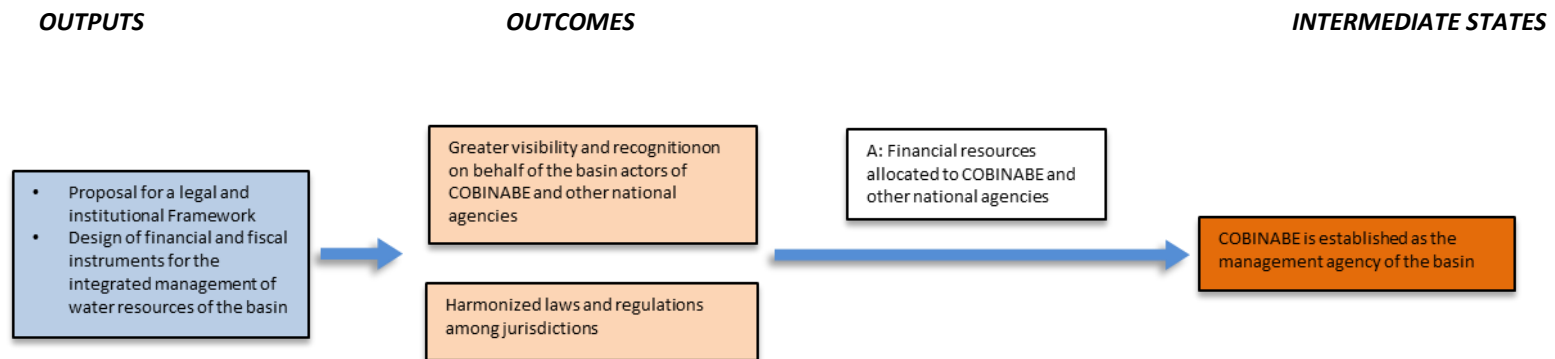 OUTPUTS
OUTCOMES
INTERMEDIATE STATES
• Proposal for a legal and
institutional Framework
• Design of financial and fiscal
instruments for the
integrated management of
water resources of the basin
Greater visibility and recognitionon
on behalf of the basin actors of
COBINABE and other national
agencies
Harmonized laws and regulations
among jurisdictions
A: Financial resources
allocated to COBINABE and
other national agencies
COBINABE is established as the
management agency of the basin